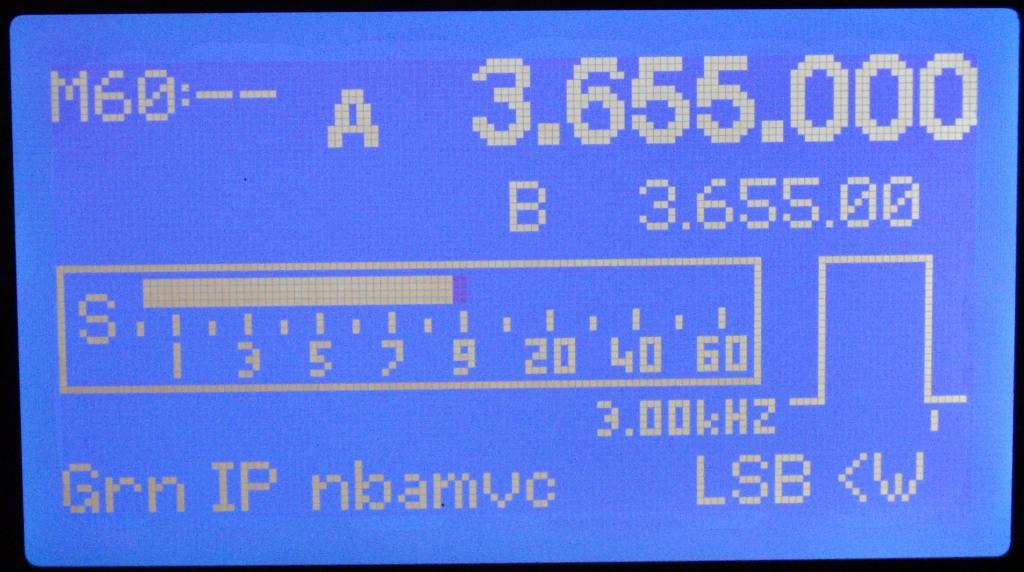 M60:-- A 3.655.000
B 3.655.00
S
1 3 5 7 9 20 40 60
3.00kHZ
Grn IP nbamvc LSB <W